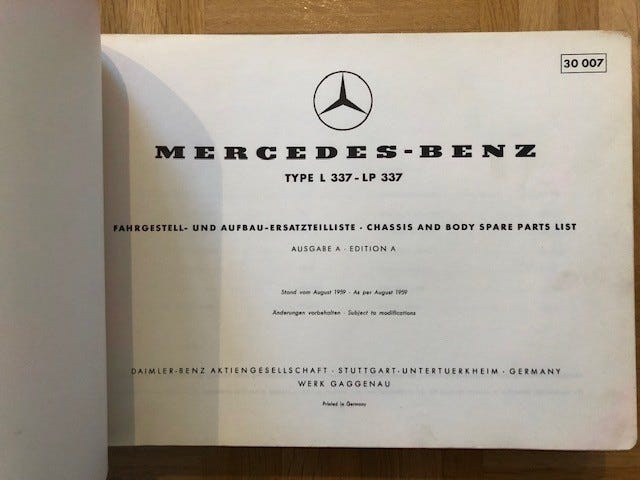 30 007
MERCEDES-BENZ
TYPE L 337 - LP 337
FAHRGESTELL- UND AUFBAU-ERSATZTEILLISTE · CHASSIS AND BODY SPARE PARTS LIST
AUSGABE A · EDITION A
Stand vom August 1959 · As per August 1959
Änderungen vorbehalten · Subject to modifications
DAIMLER-BENZ AKTIENGESELLSCHAFT · STUTTGART-UNTERTUERKHEIM · GERMANY
WERK GAGGENAU
Printed in Germany